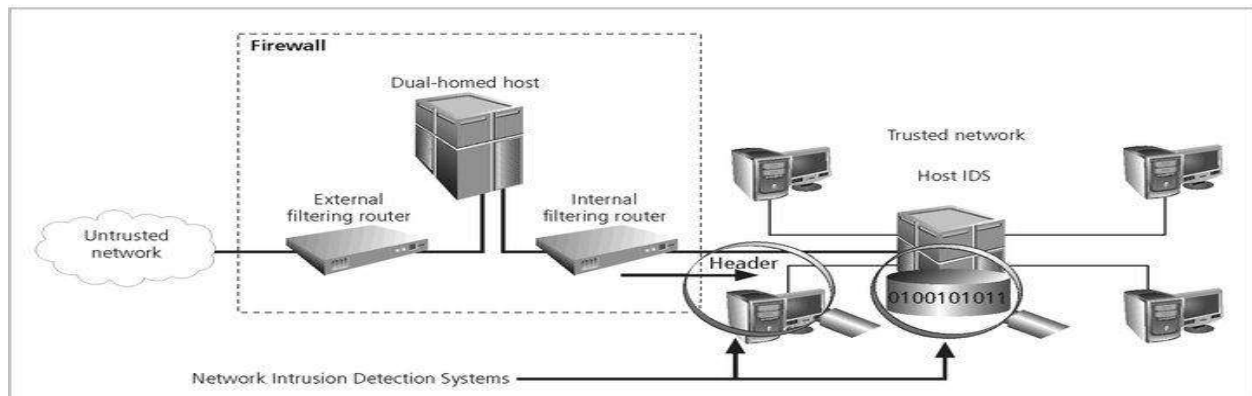 Firewall
Dual-homed host
Trusted network
Host IDS
External
filtering router
Internal
filtering router
Untrusted
network
Header
0100101011
Network Intrusion Detection Systems